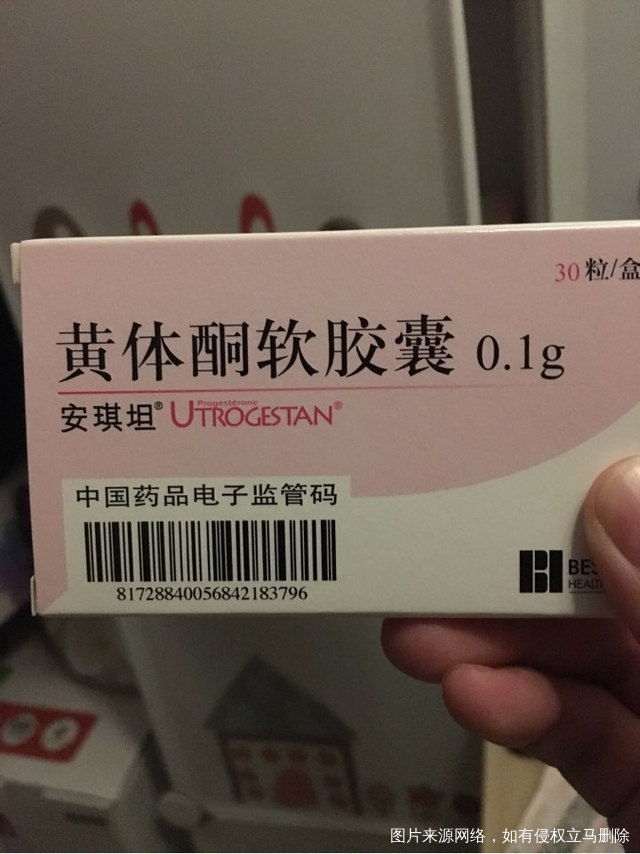 30粒/盒
黄体酮软胶囊 0.1g
Progestérone
安琪坦® UTROGESTAN®
中国药品电子监管码
81728840056842183796
图片来源网络，如有侵权立马删除